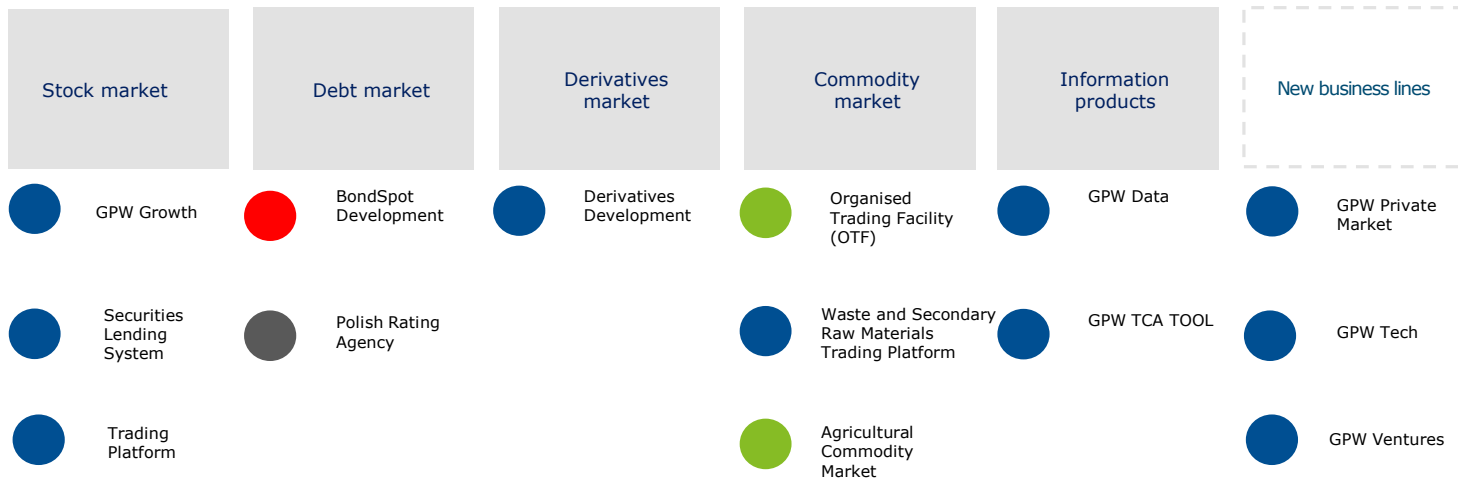 Stock market
Debt market
Derivatives
market
Commodity
market
Information
products
New business lines
GPW Growth
Securities
Lending
System
Trading
Platform
BondSpot
Development
Polish Rating
Agency
Derivatives
Development
Organised
Trading Facility
(OTF)
Waste and Secondary
Raw Materials
Trading Platform
Agricultural
Commodity
Market
GPW Data
GPW TCA TOOL
GPW Private
Market
GPW Tech
GPW Ventures